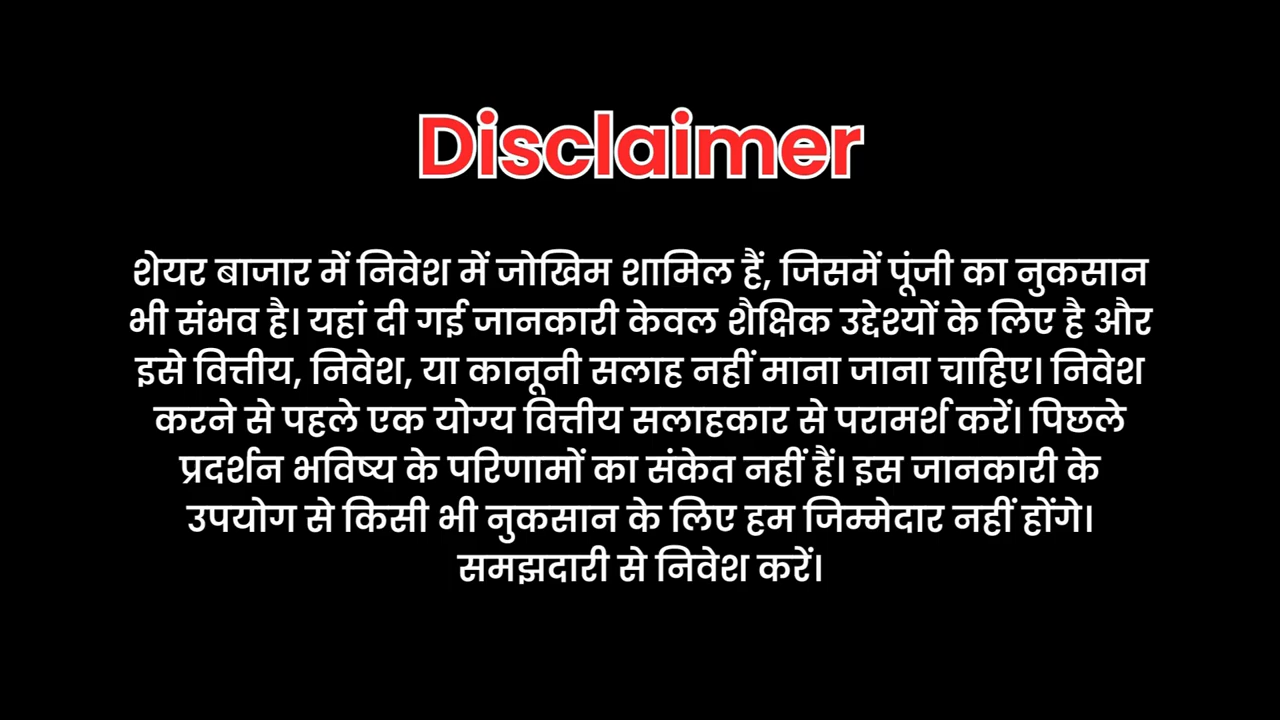 Disclaimer
शेयर बाजार में निवेश में जोखिम शामिल हैं, जिसमें पूंजी का नुकसान
भी संभव है। यहां दी गई जानकारी केवल शैक्षिक उद्देश्यों के लिए है और
इसे वित्तीय, निवेश, या कानूनी सलाह नहीं माना जाना चाहिए। निवेश
करने से पहले एक योग्य वित्तीय सलाहकार से परामर्श करें। पिछले
प्रदर्शन भविष्य के परिणामों का संकेत नहीं हैं। इस जानकारी के
उपयोग से किसी भी नुकसान के लिए हम जिम्मेदार नहीं होंगे।
समझदारी से निवेश करें।